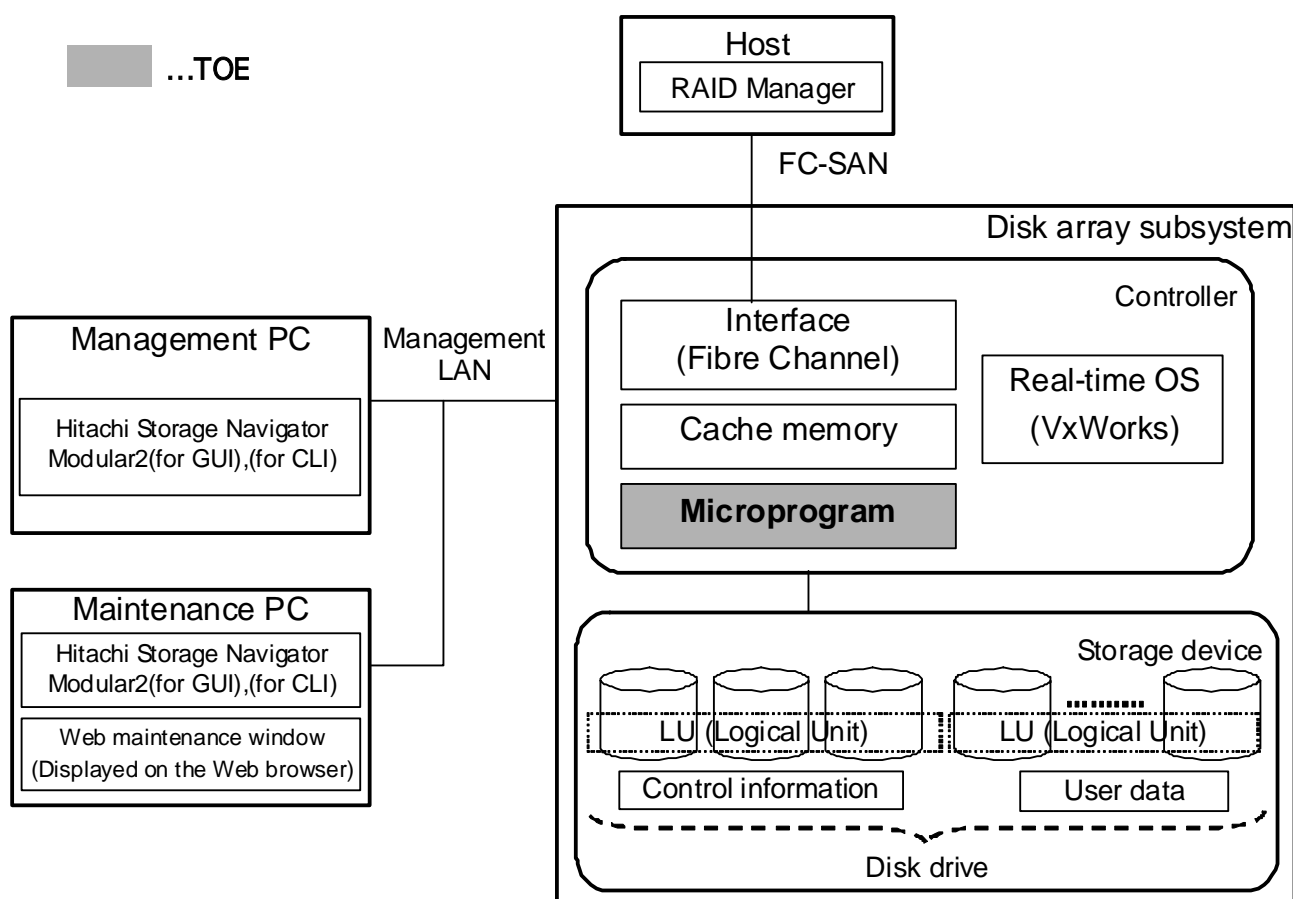 ...TOE
Host
RAID Manager
FC-SAN
Disk array subsystem
Controller
Interface
(Fibre Channel)
Real-time OS
(VxWorks)
Cache memory
Microprogram
Management PC
Management
LAN
Hitachi Storage Navigator
Modular2(for GUI),(for CLI)
Maintenance PC
Hitachi Storage Navigator
Modular2(for GUI),(for CLI)
Web maintenance window
(Displayed on the Web browser)
Storage device
LU (Logical Unit)
LU (Logical Unit)
Control information
User data
Disk drive